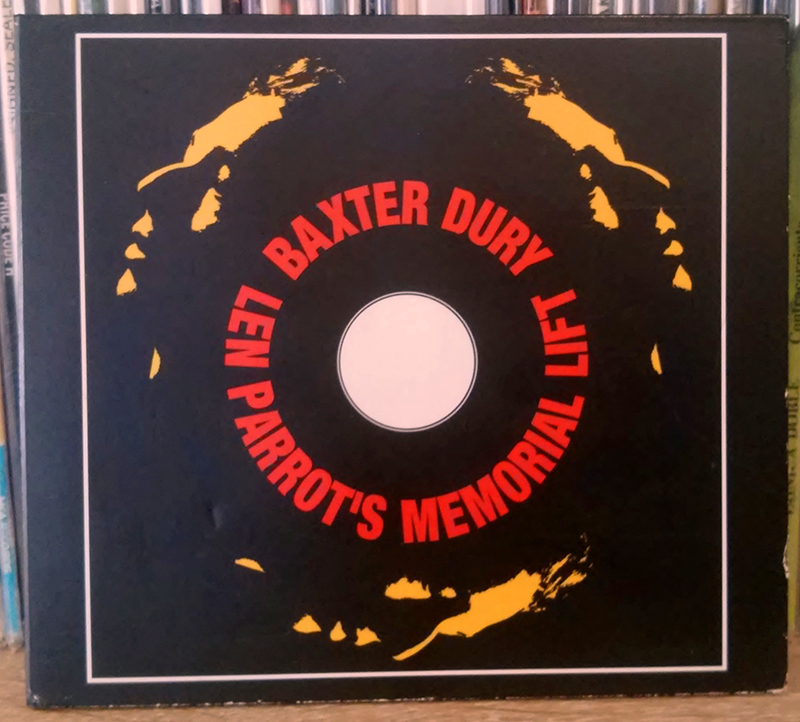 BAXTER DURY
LEN PARROT'S MEMORIAL LIFT